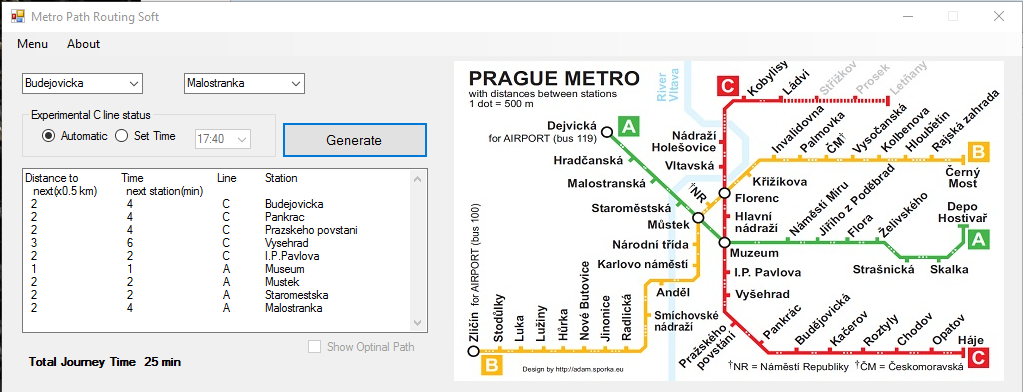 Metro Path Routing Soft
Menu About
Budejovicka Malostranka
Experimental C line status
Automatic Set Time 17:40
Generate
Distance to Time Line Station
next(x0.5 km) next station(min)
2 4 C Budejovicka
2 4 C Pankrac
2 4 C Prazskeho povstani
3 6 C Vysehrad
2 2 C I.P.Pavlova
1 1 A Museum
2 2 A Mustek
2 2 A Staromestska
2 4 A Malostranka
Show Optinal Path
Total Journey Time 25 min
PRAGUE METRO
with distances between stations
1 dot = 500 m
River
Vltava
Dejvická
for AIRPORT (bus 119)
A
Hradčanská
Malostranská
Staroměstská
Můstek
Národní třída
Karlovo náměstí
Anděl
Smíchovské
nádraží
C
Kobylisy
Ládví
Střížkov
Prosek
Letňany
Nádraží
Holešovice
Vltavská
†NR
Křižíkova
Florenc
Hlavní
nádraží
Muzeum
I.P. Pavlova
Vyšehrad
Pražského
povstání
Pankrác
Budějovická
Kačerov
Roztyly
Chodov
Opatov
Háje
C
Invalidovna
Palmovka
ČM†
Vysočanská
Kolbenova
Hloubětín
Rajská zahrada
B
Černý
Most
Náměstí Míru
Jiřího z Poděbrad
Flora
Želivského
Strašnická
Skalka
Depo
Hostivař
A
Zličín for AIRPORT (bus 100)
Stodůlky
Luka
Lužiny
Hůrka
Nové Butovice
Jinonice
Radlická
B
Design by http://adam.sporka.eu
†NR = Náměstí Republiky †ČM = Českomoravská